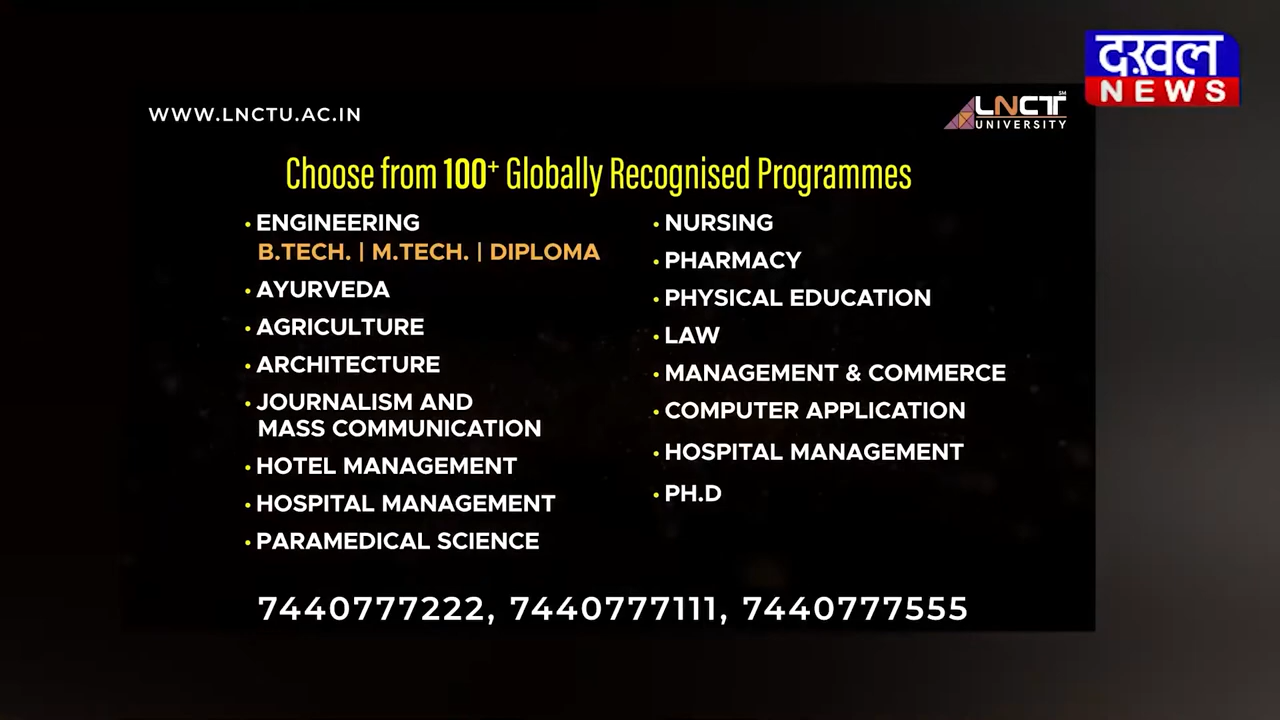 दख़ल
NEWS
WWW.LNCTU.AC.IN
LNCT SM
UNIVERSITY
Choose from 100+ Globally Recognised Programmes
• ENGINEERING
B.TECH. | M.TECH. | DIPLOMA
• AYURVEDA
• AGRICULTURE
• ARCHITECTURE
• JOURNALISM AND
MASS COMMUNICATION
• HOTEL MANAGEMENT
• HOSPITAL MANAGEMENT
• PARAMEDICAL SCIENCE
• NURSING
• PHARMACY
• PHYSICAL EDUCATION
• LAW
• MANAGEMENT & COMMERCE
• COMPUTER APPLICATION
• HOSPITAL MANAGEMENT
• PH.D
7440777222, 7440777111, 7440777555